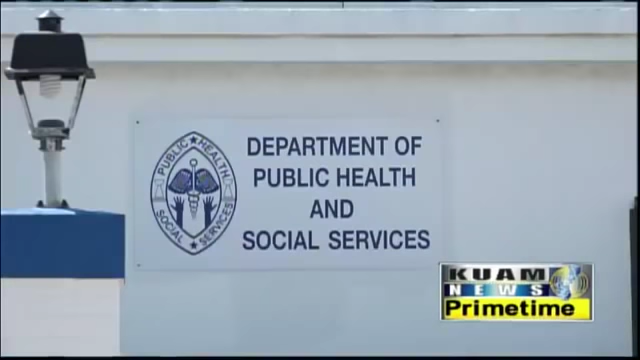 DEPARTMENT OF
PUBLIC HEALTH
AND
SOCIAL SERVICES
PUBLIC HEALTH
SOCIAL SERVICES
KUAM
NEWS
Primetime